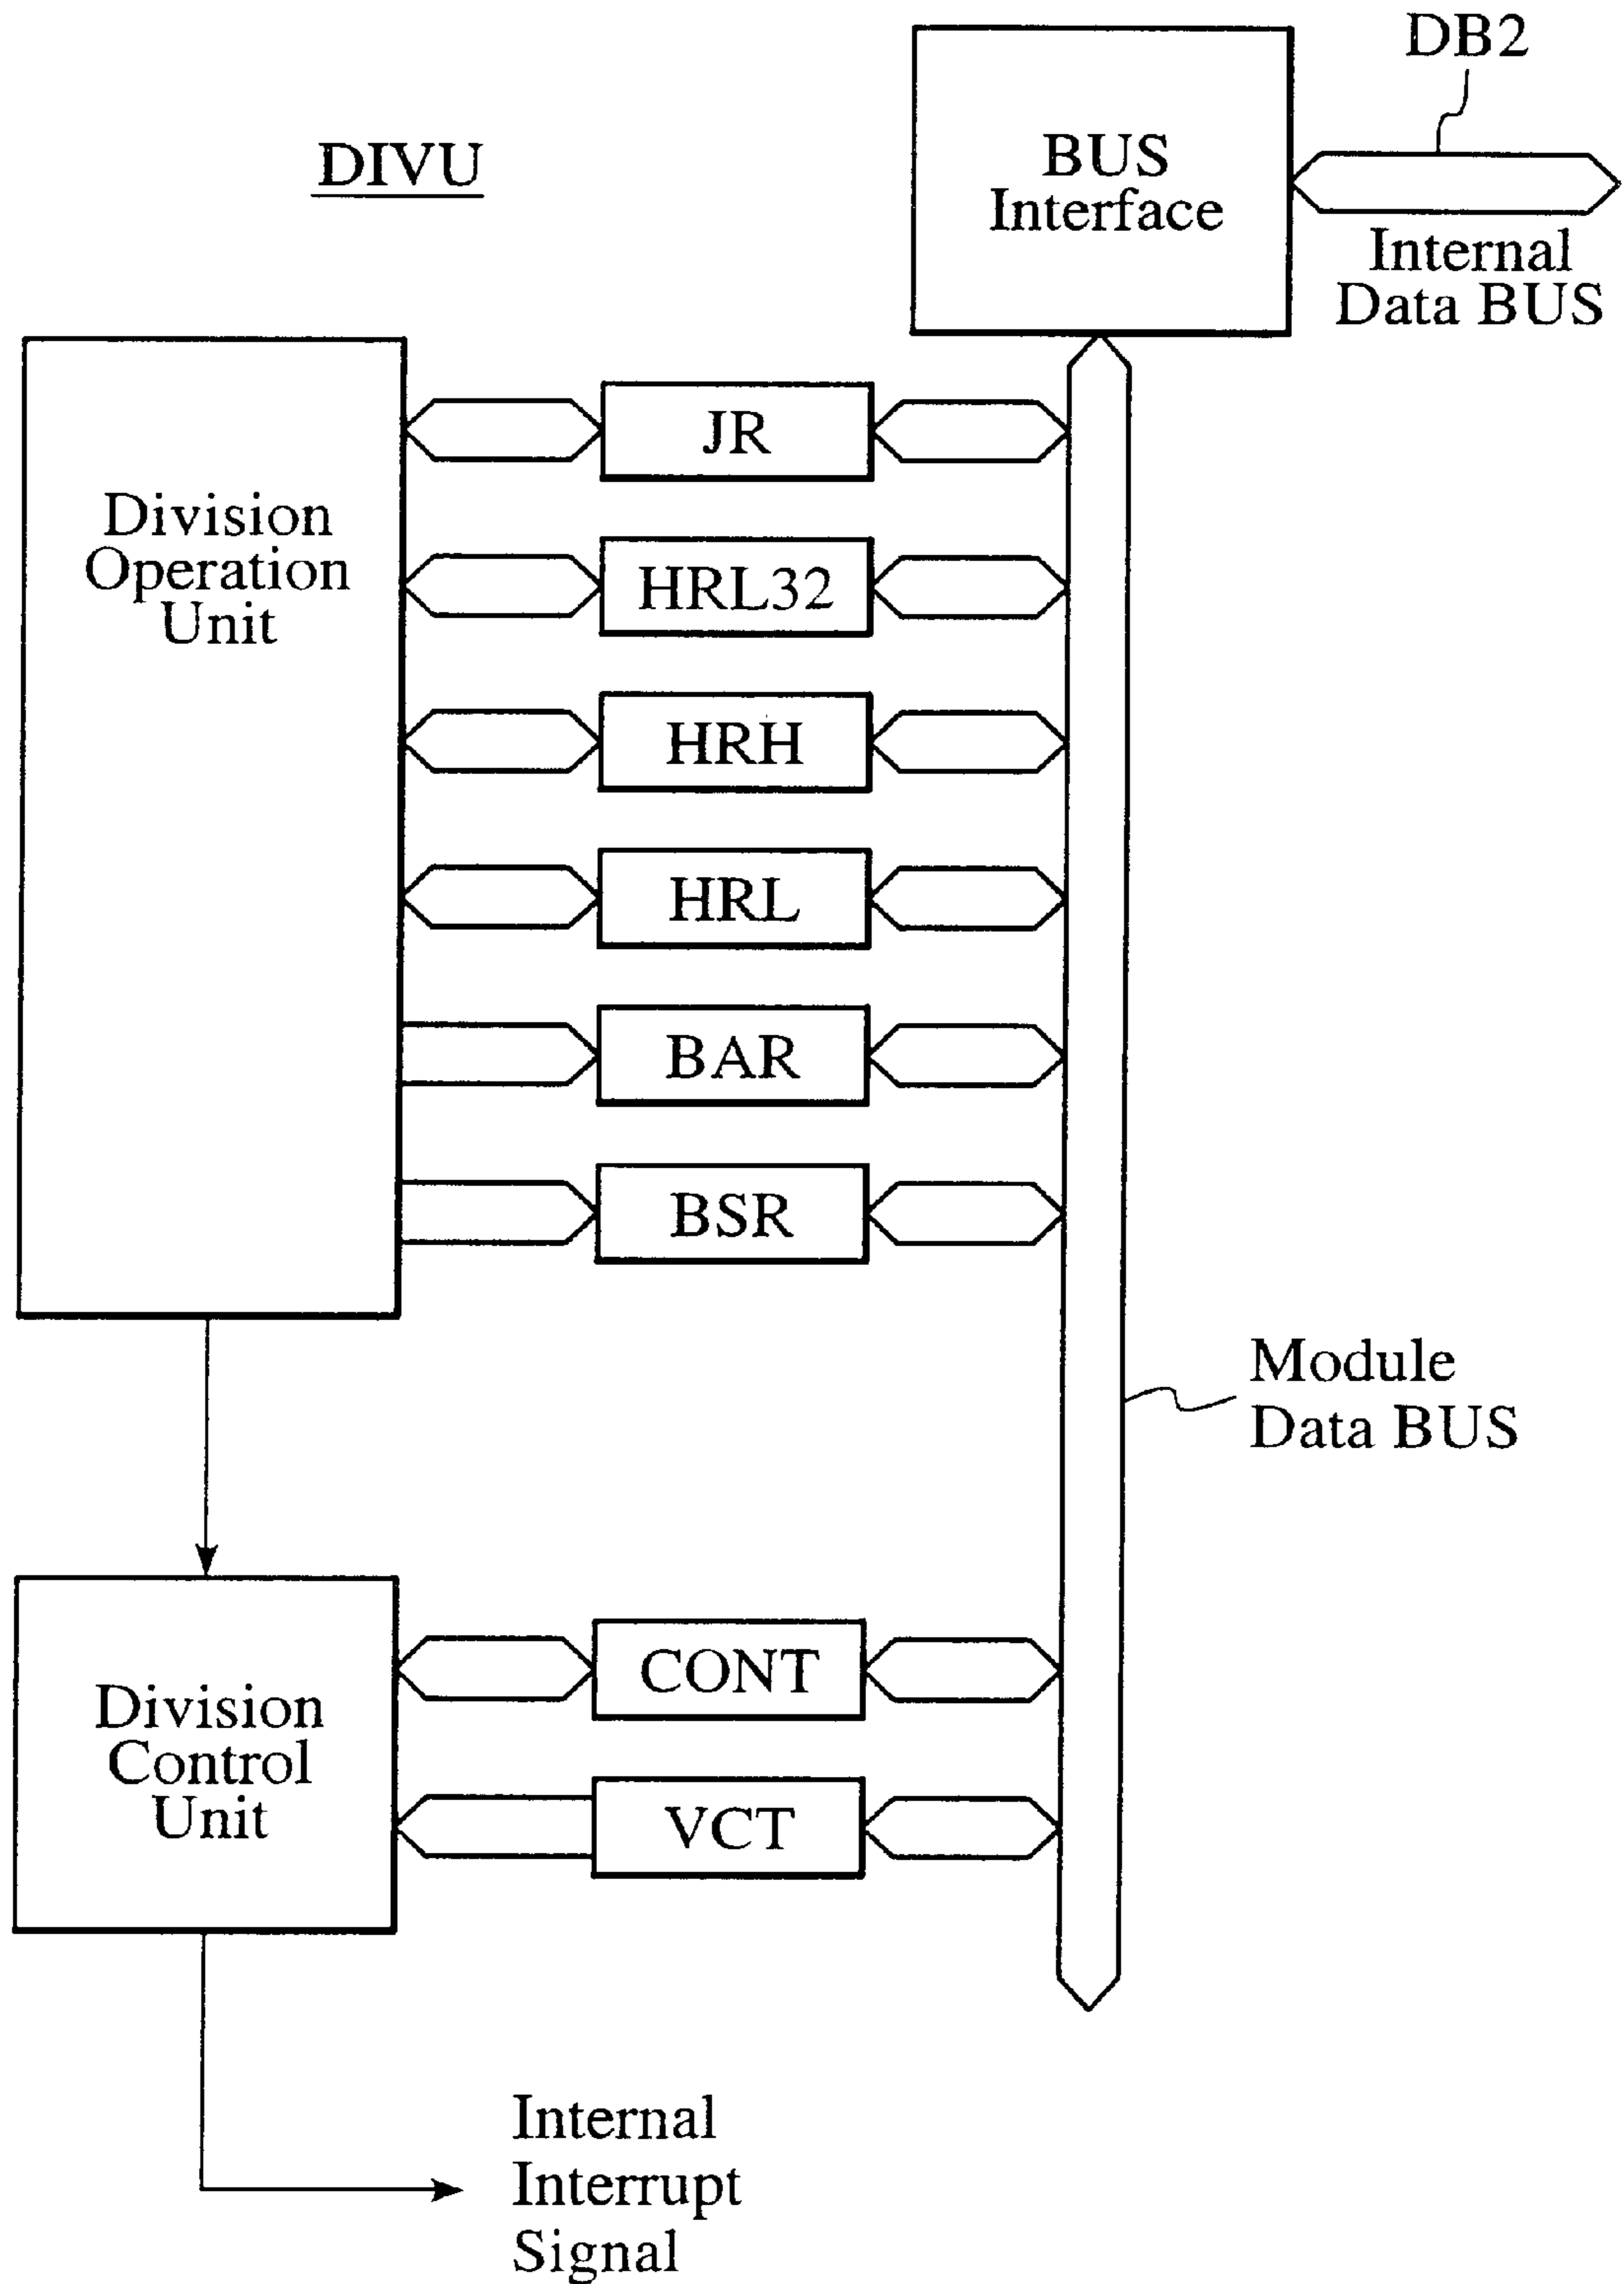 DB2
DIVU
BUS
Interface
Internal
Data BUS
JR
Division
Operation
Unit
HRL32
HRH
HRL
BAR
BSR
Module
Data BUS
CONT
Division
Control
Unit
VCT
Internal
Interrupt
Signal